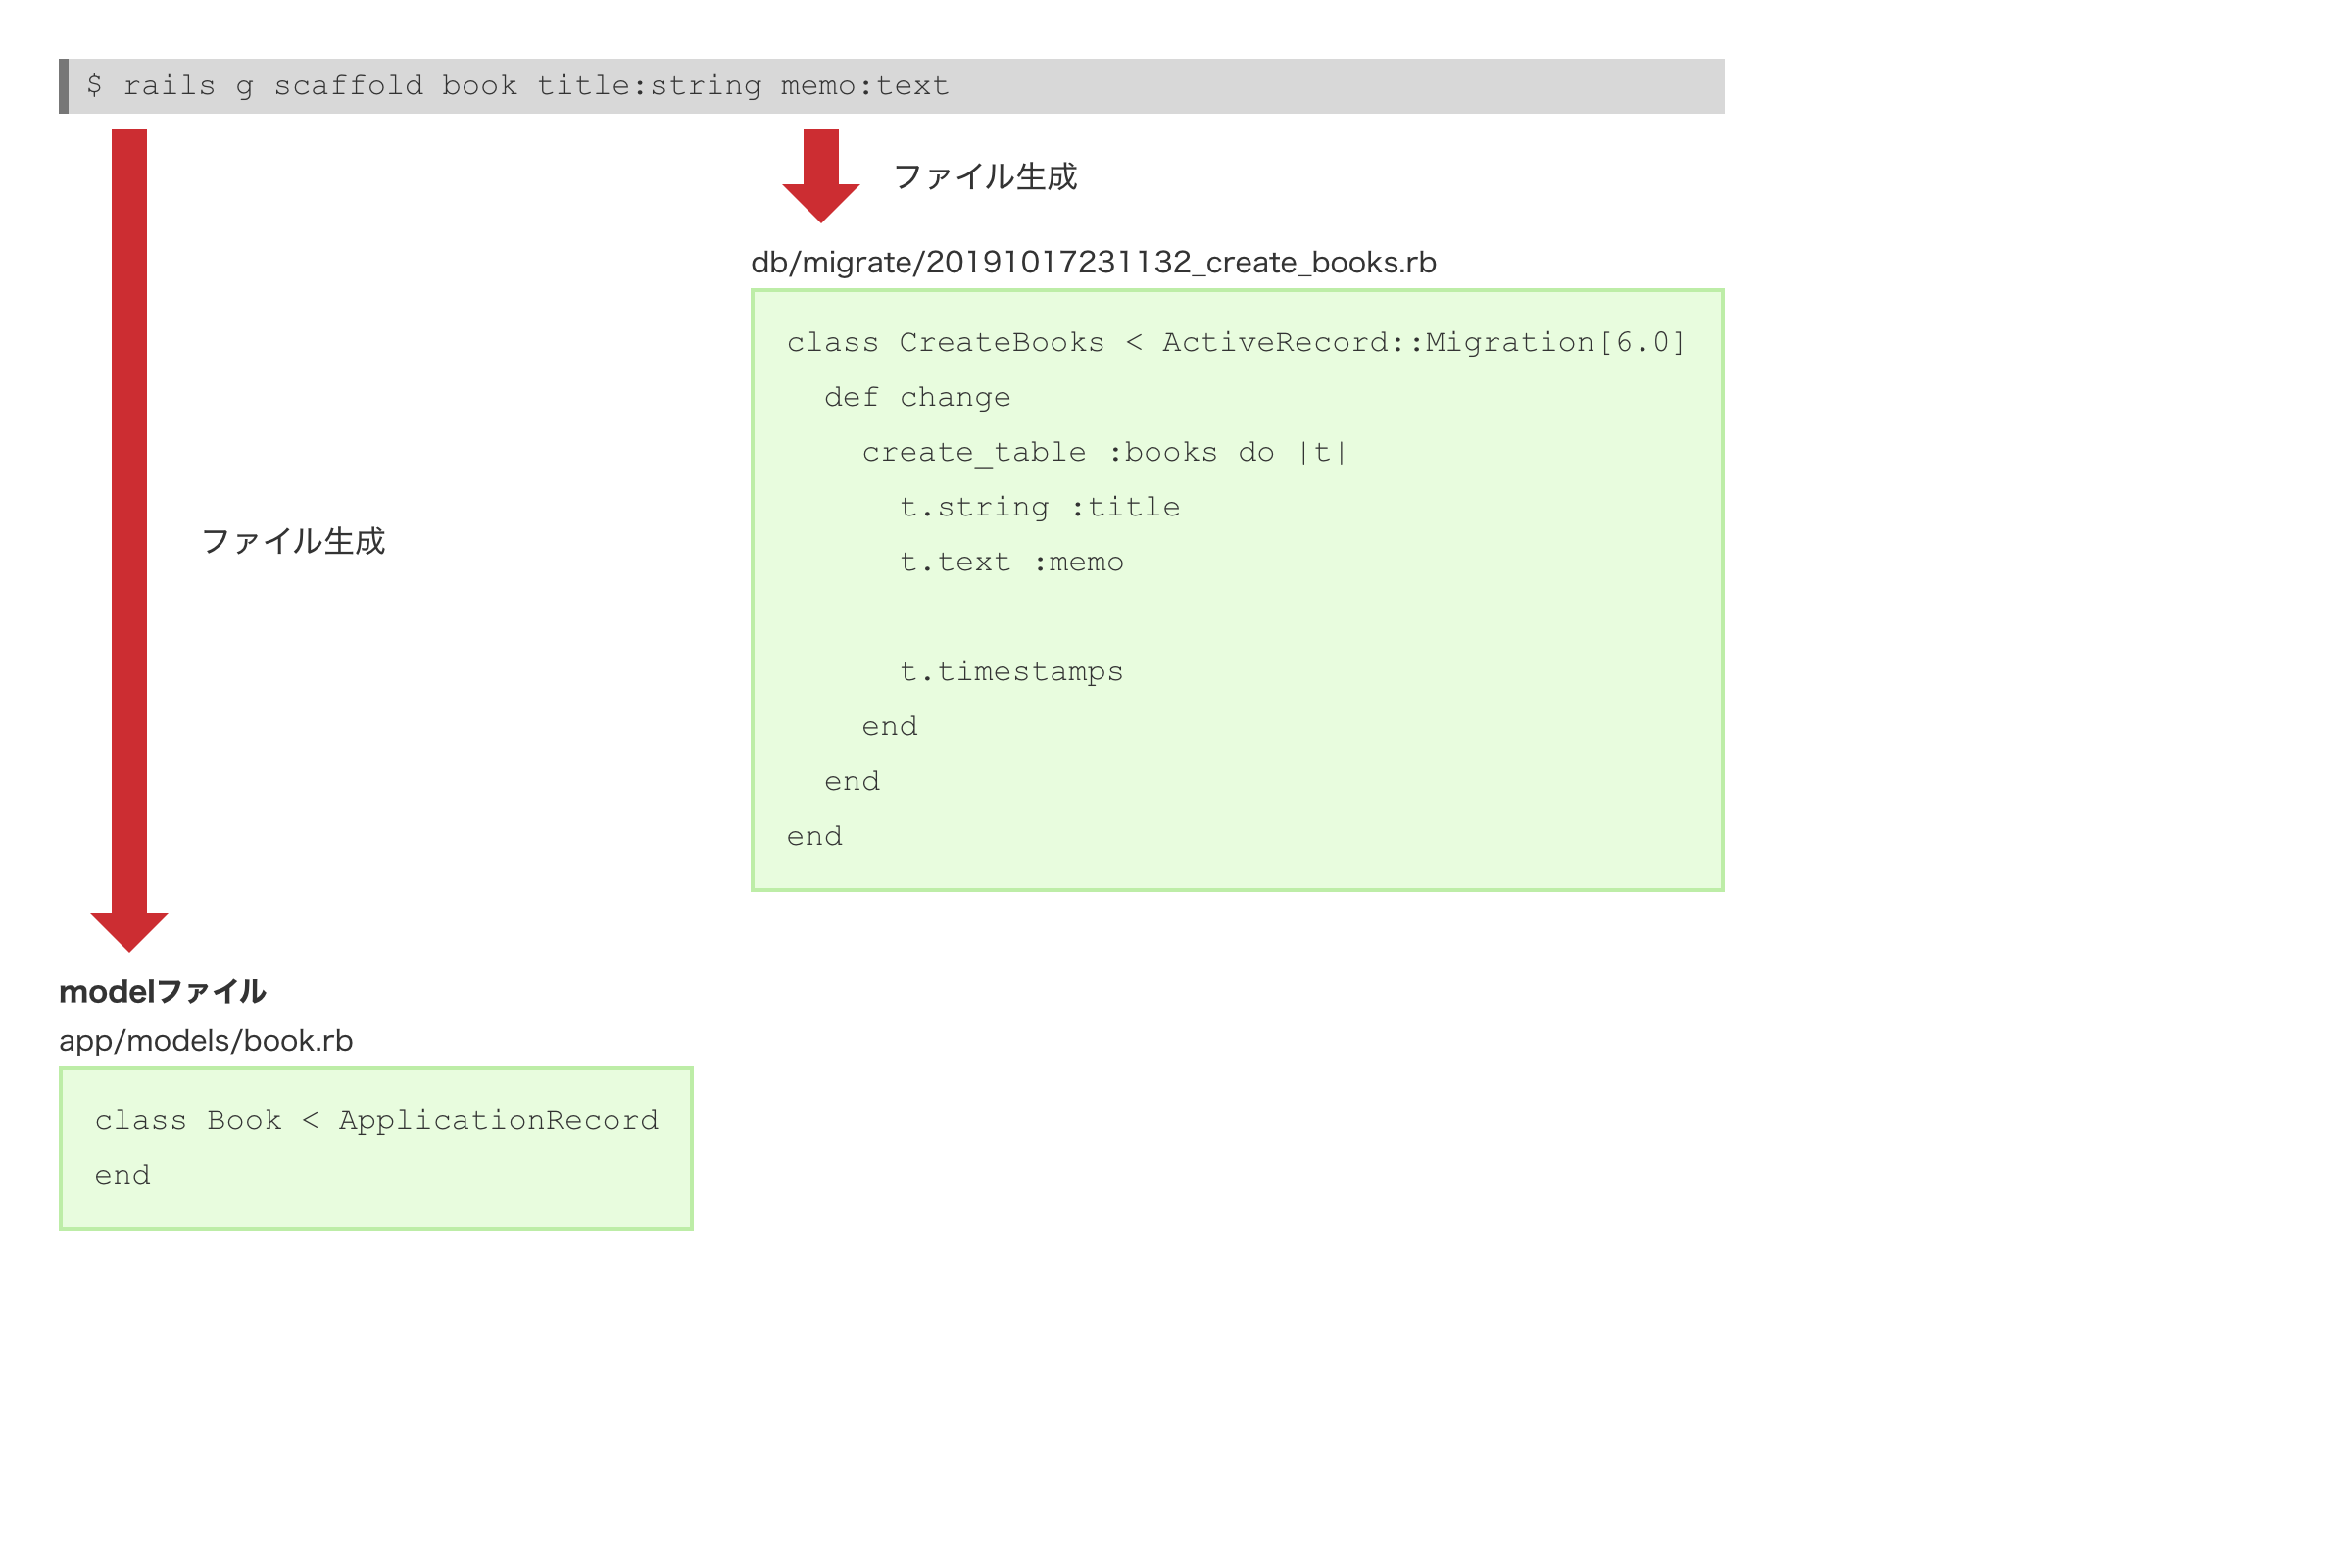 $ rails g scaffold book title:string memo:text
ファイル生成
db/migrate/20191017231132_create_books.rb
class CreateBooks < ActiveRecord::Migration[6.0]
  def change
    create_table :books do |t|
      t.string :title
      t.text :memo

      t.timestamps
    end
  end
end
ファイル生成
modelファイル
app/models/book.rb
class Book < ApplicationRecord
end